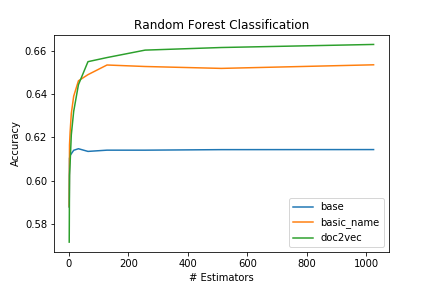 Random Forest Classification
Accuracy
0.66
0.64
0.62
0.60
0.58
0 200 400 600 800 1000
# Estimators
base
basic_name
doc2vec